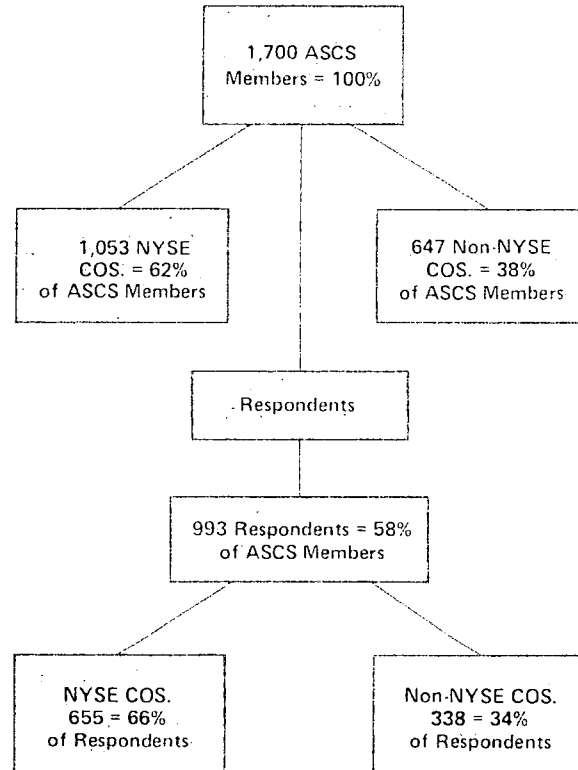 1,700 ASCS
Members = 100%
1,053 NYSE
COS. = 62%
of ASCS Members
647 Non-NYSE
COS. = 38%
of ASCS Members
Respondents
993 Respondents = 58%
of ASCS Members
NYSE COS.
655 = 66%
of Respondents
Non-NYSE COS.
338 = 34%
of Respondents